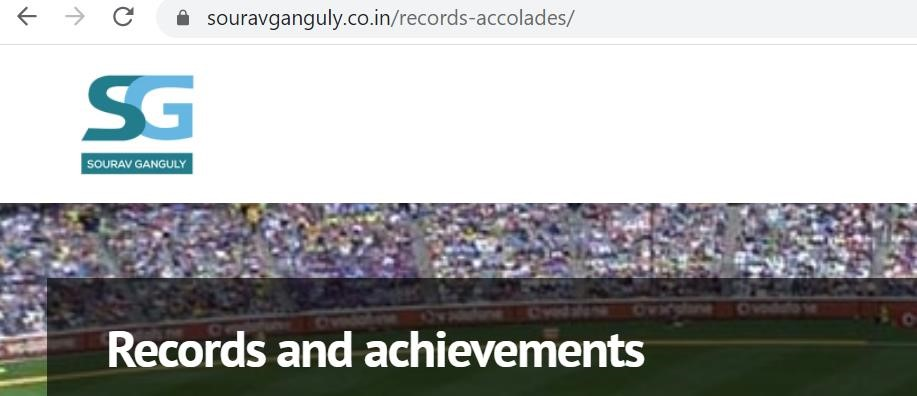 souravganguly.co.in/records-accolades/
SG
SOURAV GANGULY
Records and achievements